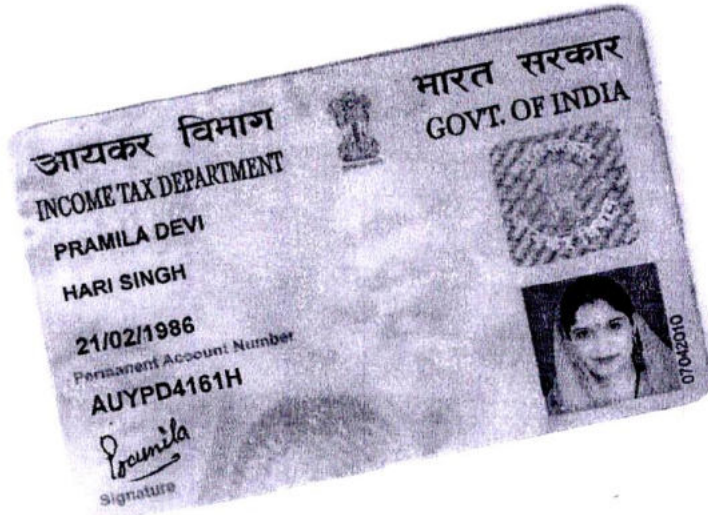 आयकर विभाग
INCOME TAX DEPARTMENT
भारत सरकार
GOVT. OF INDIA
PRAMILA DEVI
HARI SINGH
21/02/1986
Permanent Account Number
AUYPD4161H
Pramila
Signature
07042010